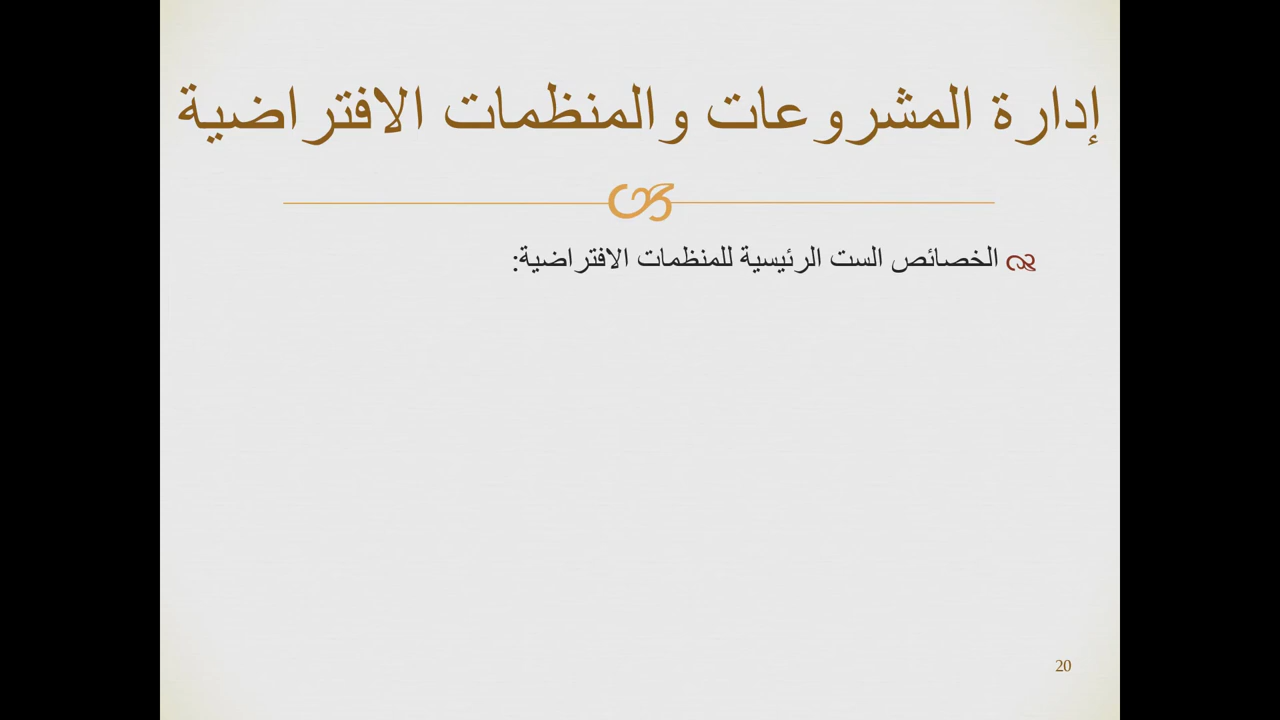 إدارة المشروعات والمنظمات الافتراضية
الخصائص الست الرئيسية للمنظمات الافتراضية:
20